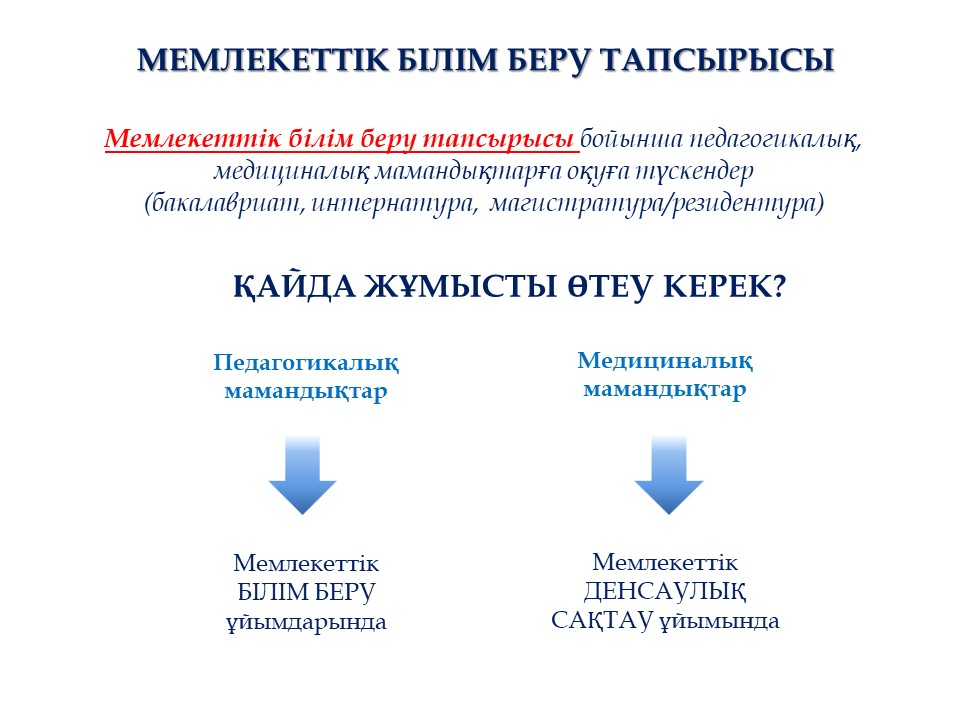 МЕМЛЕКЕТТІК БІЛІМ БЕРУ ТАПСЫРЫСЫ
Мемлекеттік білім беру тапсырысы бойынша педагогикалық,
медициналық мамандықтарға оқуға түскендер
(бакалавриат, интернатура, магистратура/резидентура)
ҚАЙДА ЖҰМЫСТЫ ӨТЕУ КЕРЕК?
Педагогикалық
мамандықтар
Медициналық
мамандықтар
Мемлекеттік
БІЛІМ БЕРУ
ұйымдарында
Мемлекеттік
ДЕНСАУЛЫҚ
САҚТАУ ұйымында